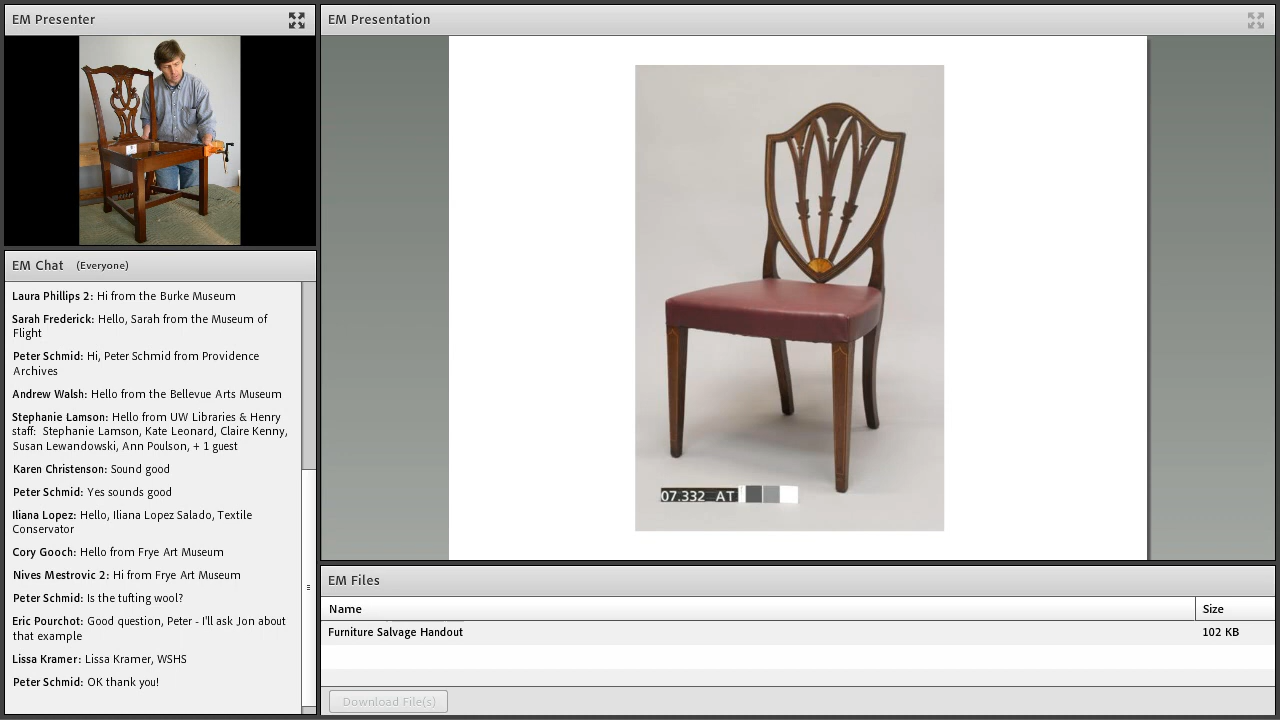 EM Presenter
EM Chat (Everyone)
Laura Phillips 2: Hi from the Burke Museum
Sarah Frederick: Hello, Sarah from the Museum of
Flight
Peter Schmid: Hi, Peter Schmid from Providence
Archives
Andrew Walsh: Hello from the Bellevue Arts Museum
Stephanie Lamson: Hello from UW Libraries & Henry
staff: Stephanie Lamson, Kate Leonard, Claire Kenny,
Susan Lewandowski, Ann Poulson, + 1 guest
Karen Christenson: Sound good
Peter Schmid: Yes sounds good
Iliana Lopez: Hello, Iliana Lopez Salado, Textile
Conservator
Cory Gooch: Hello from Frye Art Museum
Nives Mestrovic 2: Hi from Frye Art Museum
Peter Schmid: Is the tufting wool?
Eric Pourchot: Good question, Peter - I'll ask Jon about
that example
Lissa Kramer: Lissa Kramer, WSHS
Peter Schmid: OK thank you!
EM Presentation
07.332 AT
EM Files
Name Size
Furniture Salvage Handout 102 KB
Download File(s)